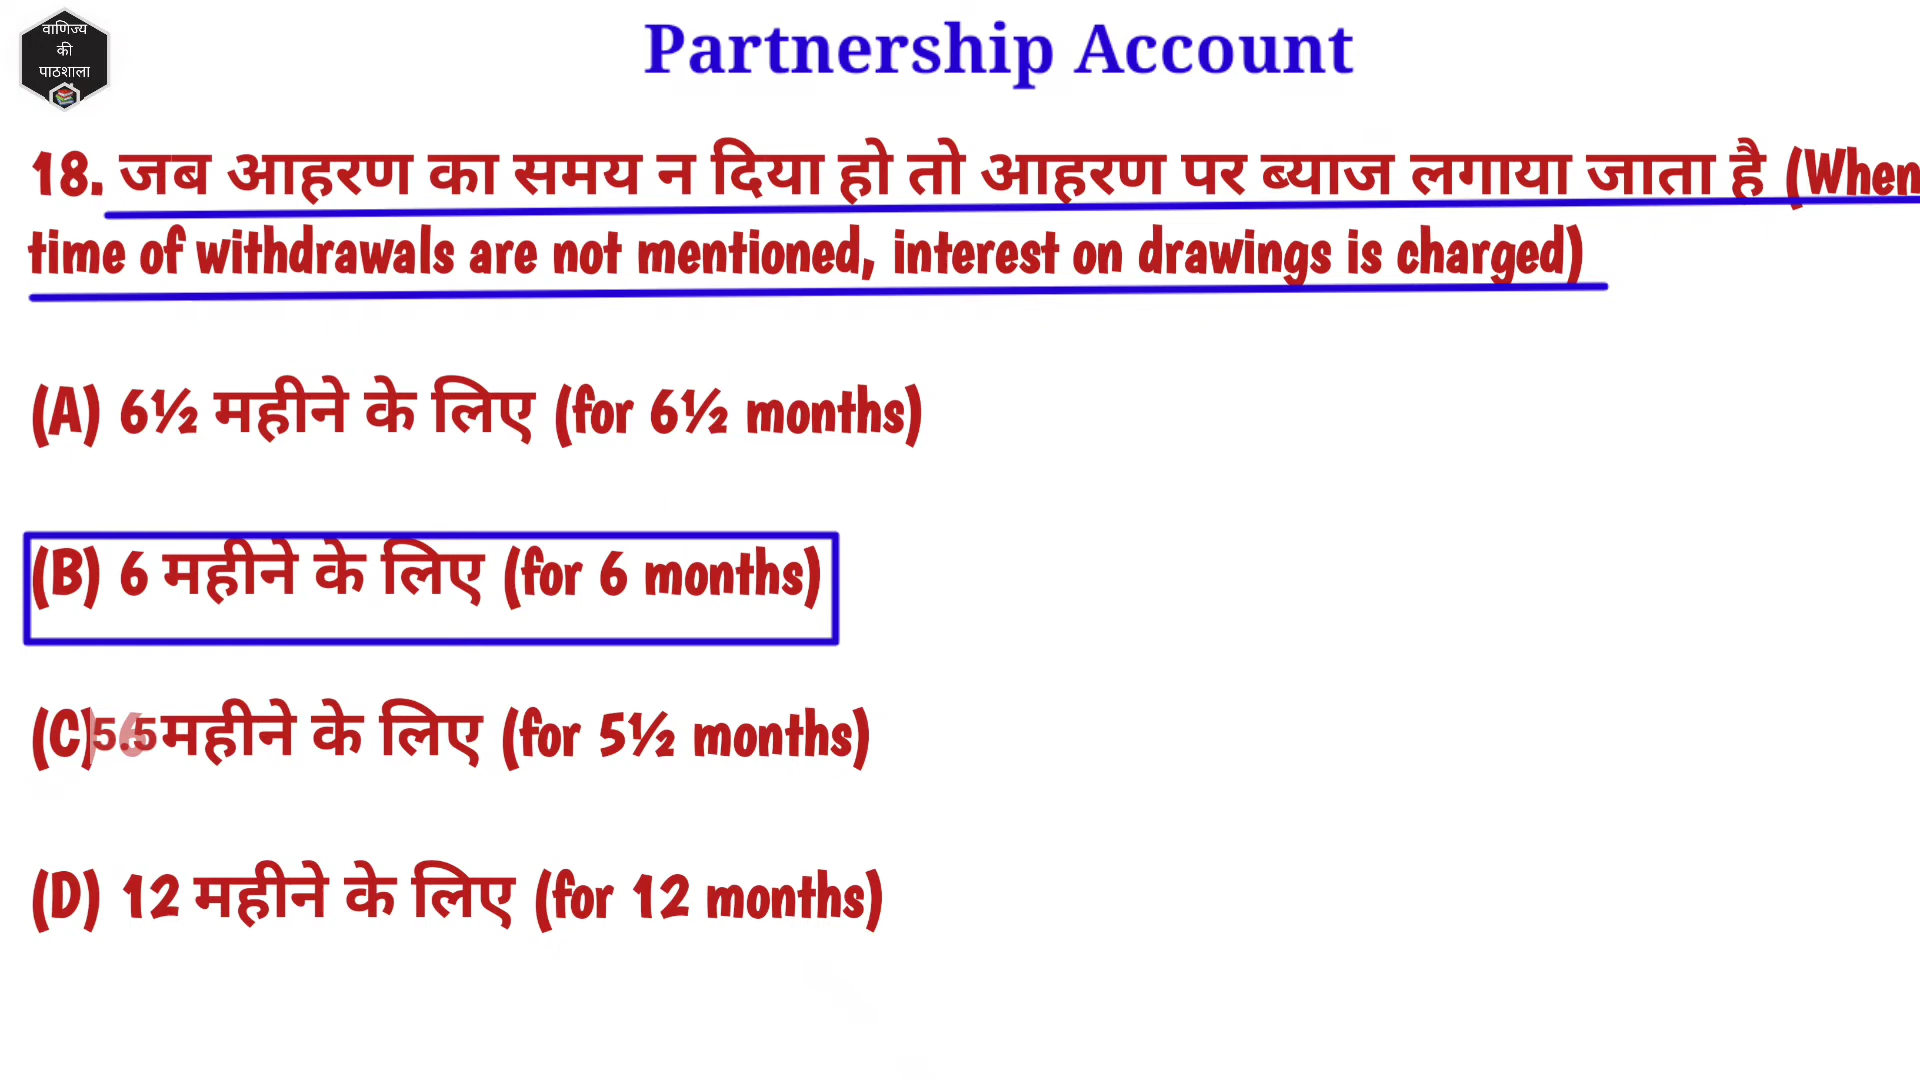 वाणिज्य
की
पाठशाला
Partnership Account
18. जब आहरण का समय न दिया हो तो आहरण पर ब्याज लगाया जाता है (When
time of withdrawals are not mentioned, interest on drawings is charged)
(A) 6½ महीने के लिए (for 6½ months)
(B) 6 महीने के लिए (for 6 months)
(C) 5.5 महीने के लिए (for 5½ months)
(D) 12 महीने के लिए (for 12 months)